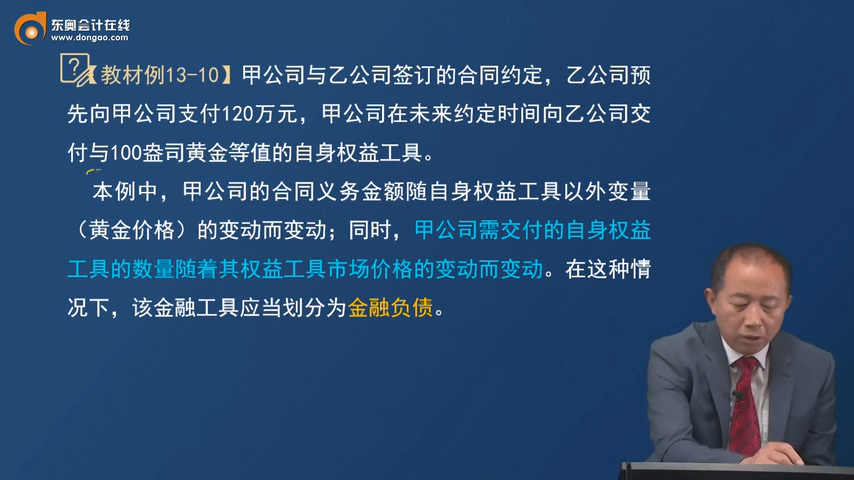 东奥会计在线
www.dongao.com
【教材例13-10】甲公司与乙公司签订的合同约定，乙公司预
先向甲公司支付120万元，甲公司在未来约定时间向乙公司交
付与100盎司黄金等值的自身权益工具。
本例中，甲公司的合同义务金额随自身权益工具以外变量
（黄金价格）的变动而变动；同时，甲公司需交付的自身权益
工具的数量随着其权益工具市场价格的变动而变动。在这种情
况下，该金融工具应当划分为金融负债。